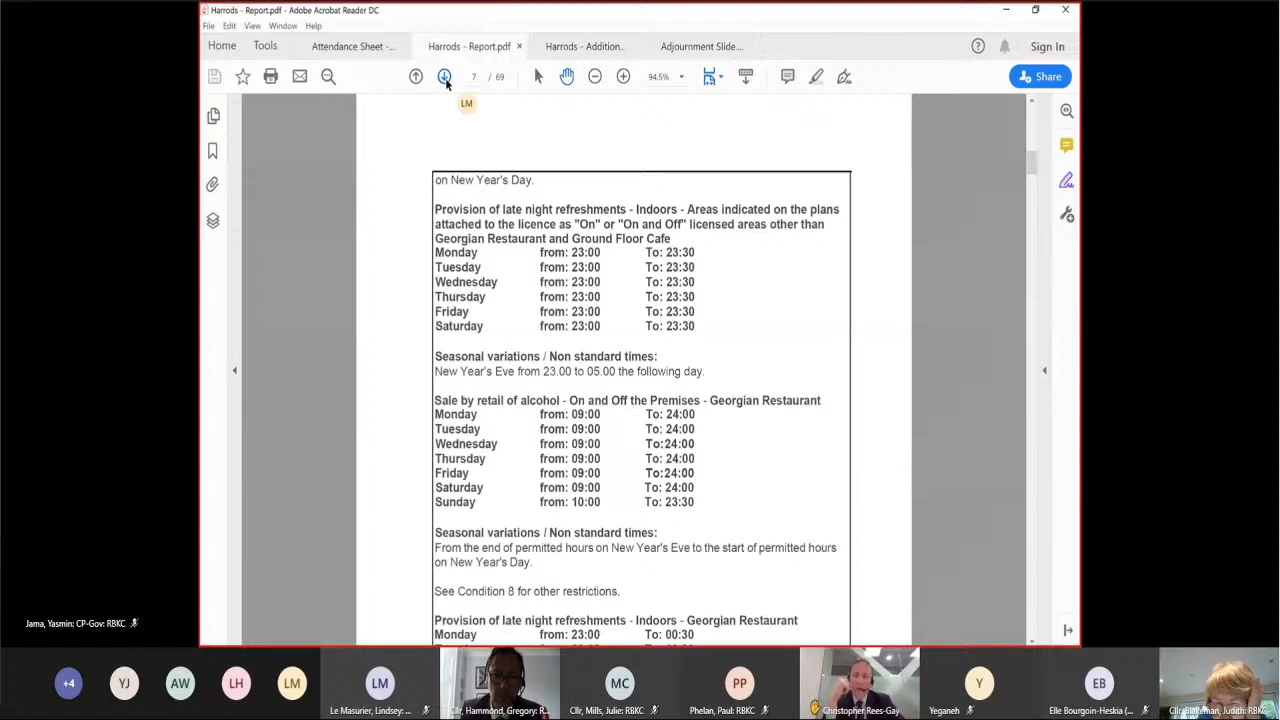 Harrods - Report.pdf - Adobe Acrobat Reader DC
File Edit View Window Help
Home Tools Attendance Sheet -... Harrods - Report.pdf × Harrods - Addition... Adjournment Slide.... Sign In
7 / 69 94.5% Share
LM
on New Year's Day.
Provision of late night refreshments - Indoors - Areas indicated on the plans
attached to the licence as "On" or "On and Off" licensed areas other than
Georgian Restaurant and Ground Floor Cafe
Monday from: 23:00 To: 23:30
Tuesday from: 23:00 To: 23:30
Wednesday from: 23:00 To: 23:30
Thursday from: 23:00 To: 23:30
Friday from: 23:00 To: 23:30
Saturday from: 23:00 To: 23:30
Seasonal variations / Non standard times:
New Year's Eve from 23.00 to 05.00 the following day.
Sale by retail of alcohol - On and Off the Premises - Georgian Restaurant
Monday from: 09:00 To: 24:00
Tuesday from: 09:00 To: 24:00
Wednesday from: 09:00 To:24:00
Thursday from: 09:00 To: 24:00
Friday from: 09:00 To:24:00
Saturday from: 09:00 To: 24:00
Sunday from: 10:00 To: 23:30
Seasonal variations / Non standard times:
From the end of permitted hours on New Year's Eve to the start of permitted hours
on New Year's Day.
See Condition 8 for other restrictions.
Provision of late night refreshments - Indoors - Georgian Restaurant
Monday from: 23:00 To: 00:30
Jama, Yasmin: CP-Gov: RBKC
+4 YJ AW LH LM LM MC PP Y EB
Le Masurier, Lindsey: ... Cllr, Hammond, Gregory: R... Cllr, Mills, Julie: RBKC Phelan, Paul: RBKC Christopher Rees-Gay Yeganeh Elle Bourgoin-Heskia (... Cllr, Blakeman, Judith: RBKC